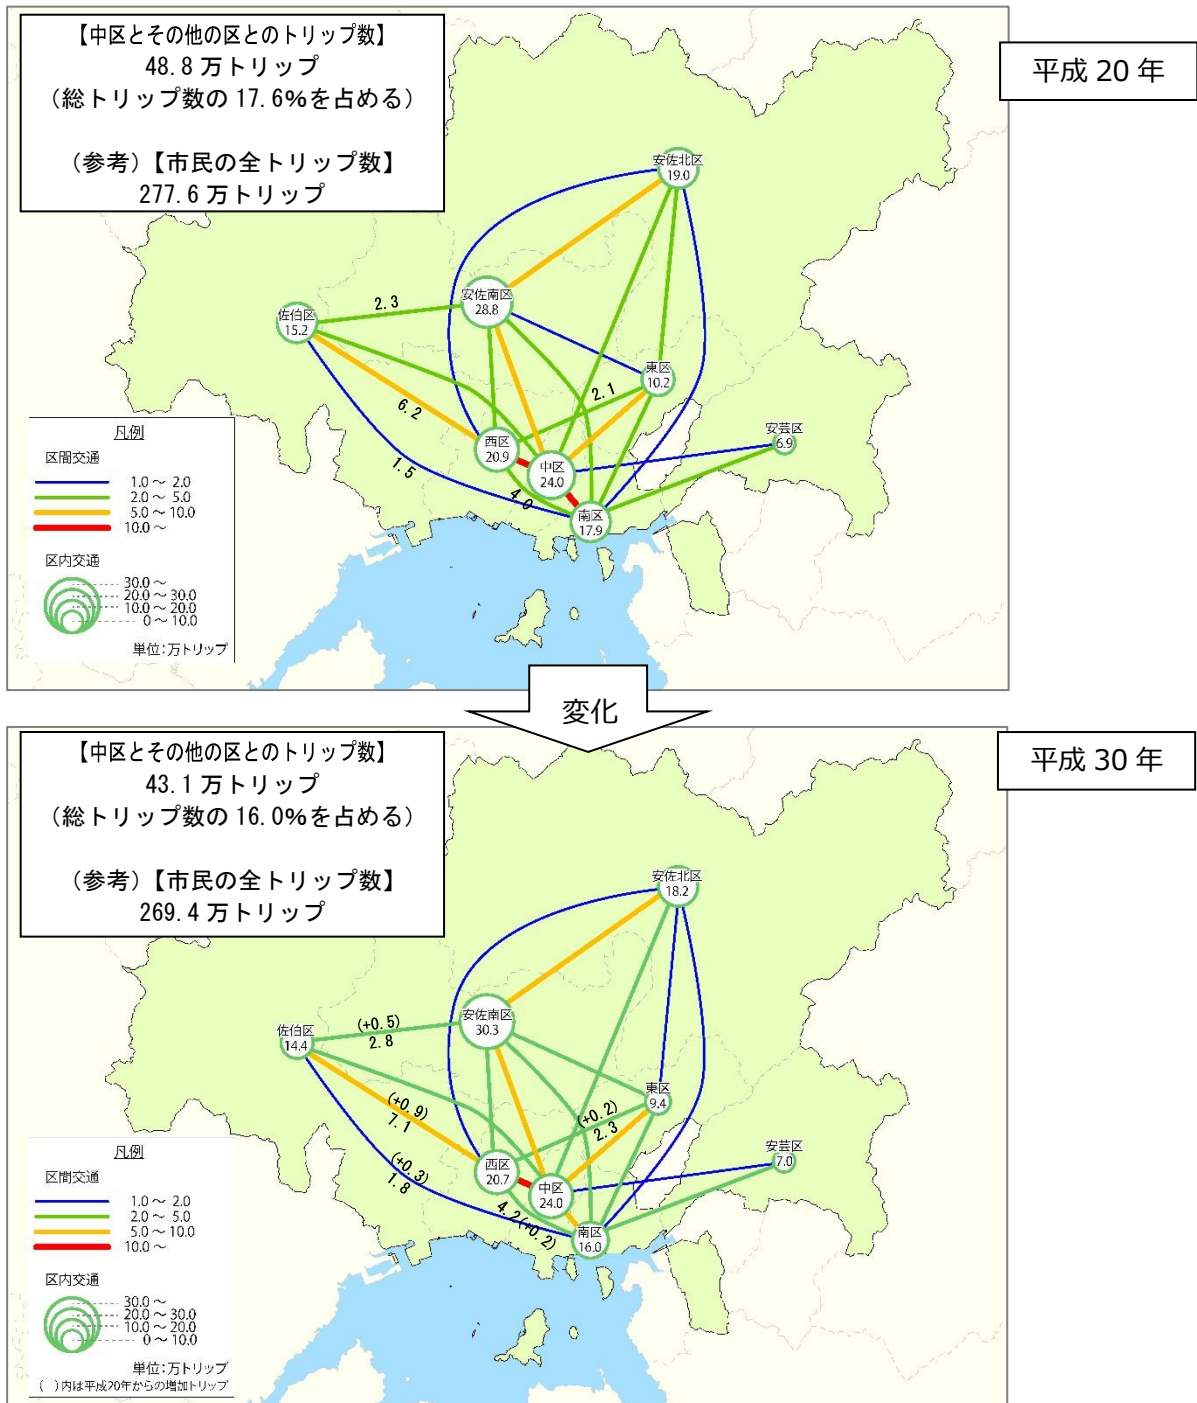 【中区とその他の区とのトリップ数】
48.8 万トリップ
（総トリップ数の 17.6%を占める）
（参考）【市民の全トリップ数】
277.6 万トリップ
平成 20 年
安佐北区
19.0
安佐南区
28.8
佐伯区
15.2
2.3
東区
10.2
2.1
6.2
西区
20.9
中区
24.0
安芸区
6.9
1.5
4.0
南区
17.9
凡例
区間交通
1.0 ～ 2.0
2.0 ～ 5.0
5.0 ～ 10.0
10.0 ～
区内交通
30.0 ～
20.0 ～ 30.0
10.0 ～ 20.0
0 ～ 10.0
単位：万トリップ
変化
【中区とその他の区とのトリップ数】
43.1 万トリップ
（総トリップ数の 16.0%を占める）
（参考）【市民の全トリップ数】
269.4 万トリップ
平成 30 年
安佐北区
18.2
安佐南区
30.3
佐伯区
14.4
(+0.5)
2.8
東区
9.4
(+0.2)
2.3
(+0.9)
7.1
西区
20.7
中区
24.0
安芸区
7.0
(+0.3)
1.8
4.2(+0.2)
南区
16.0
凡例
区間交通
1.0 ～ 2.0
2.0 ～ 5.0
5.0 ～ 10.0
10.0 ～
区内交通
30.0 ～
20.0 ～ 30.0
10.0 ～ 20.0
0 ～ 10.0
単位：万トリップ
（ ）内は平成20年からの増加トリップ